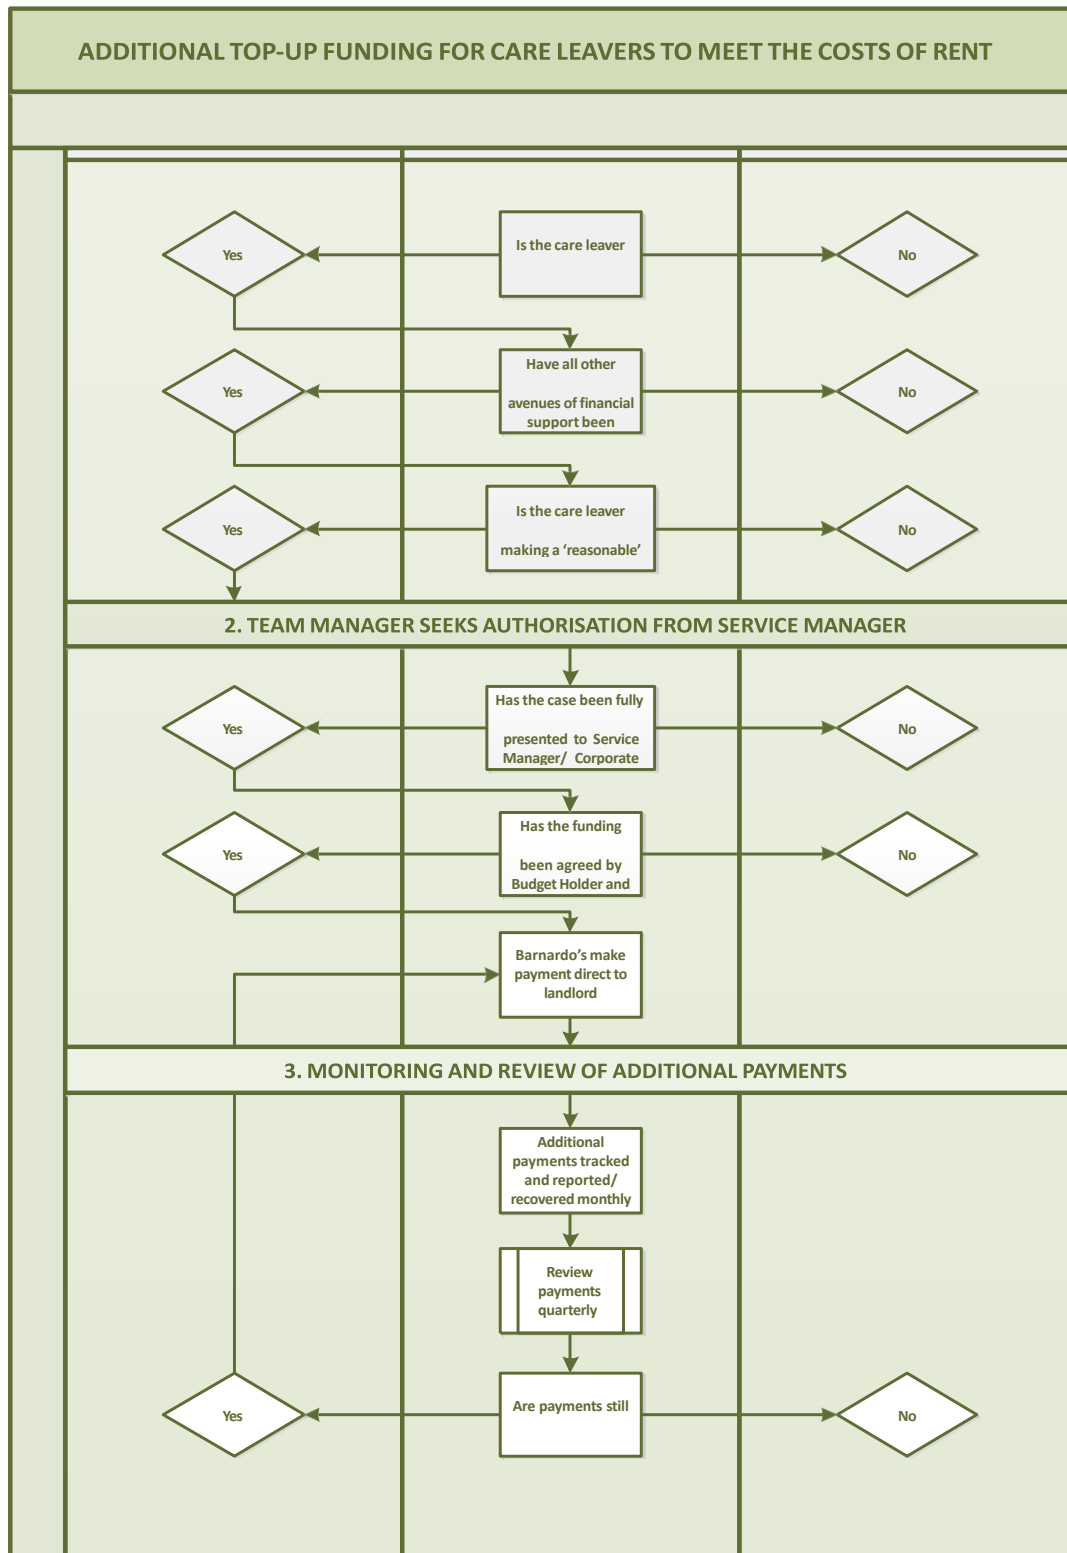 ADDITIONAL TOP-UP FUNDING FOR CARE LEAVERS TO MEET THE COSTS OF RENT
Yes
Is the care leaver
No
Yes
Have all other
avenues of financial
support been
No
Yes
Is the care leaver
making a ‘reasonable’
No
2. TEAM MANAGER SEEKS AUTHORISATION FROM SERVICE MANAGER
Yes
Has the case been fully
presented to Service
Manager/ Corporate
No
Yes
Has the funding
been agreed by
Budget Holder and
No
Barnardo’s make
payment direct to
landlord
3. MONITORING AND REVIEW OF ADDITIONAL PAYMENTS
Additional
payments tracked
and reported/
recovered monthly
Review
payments
quarterly
Yes
Are payments still
No